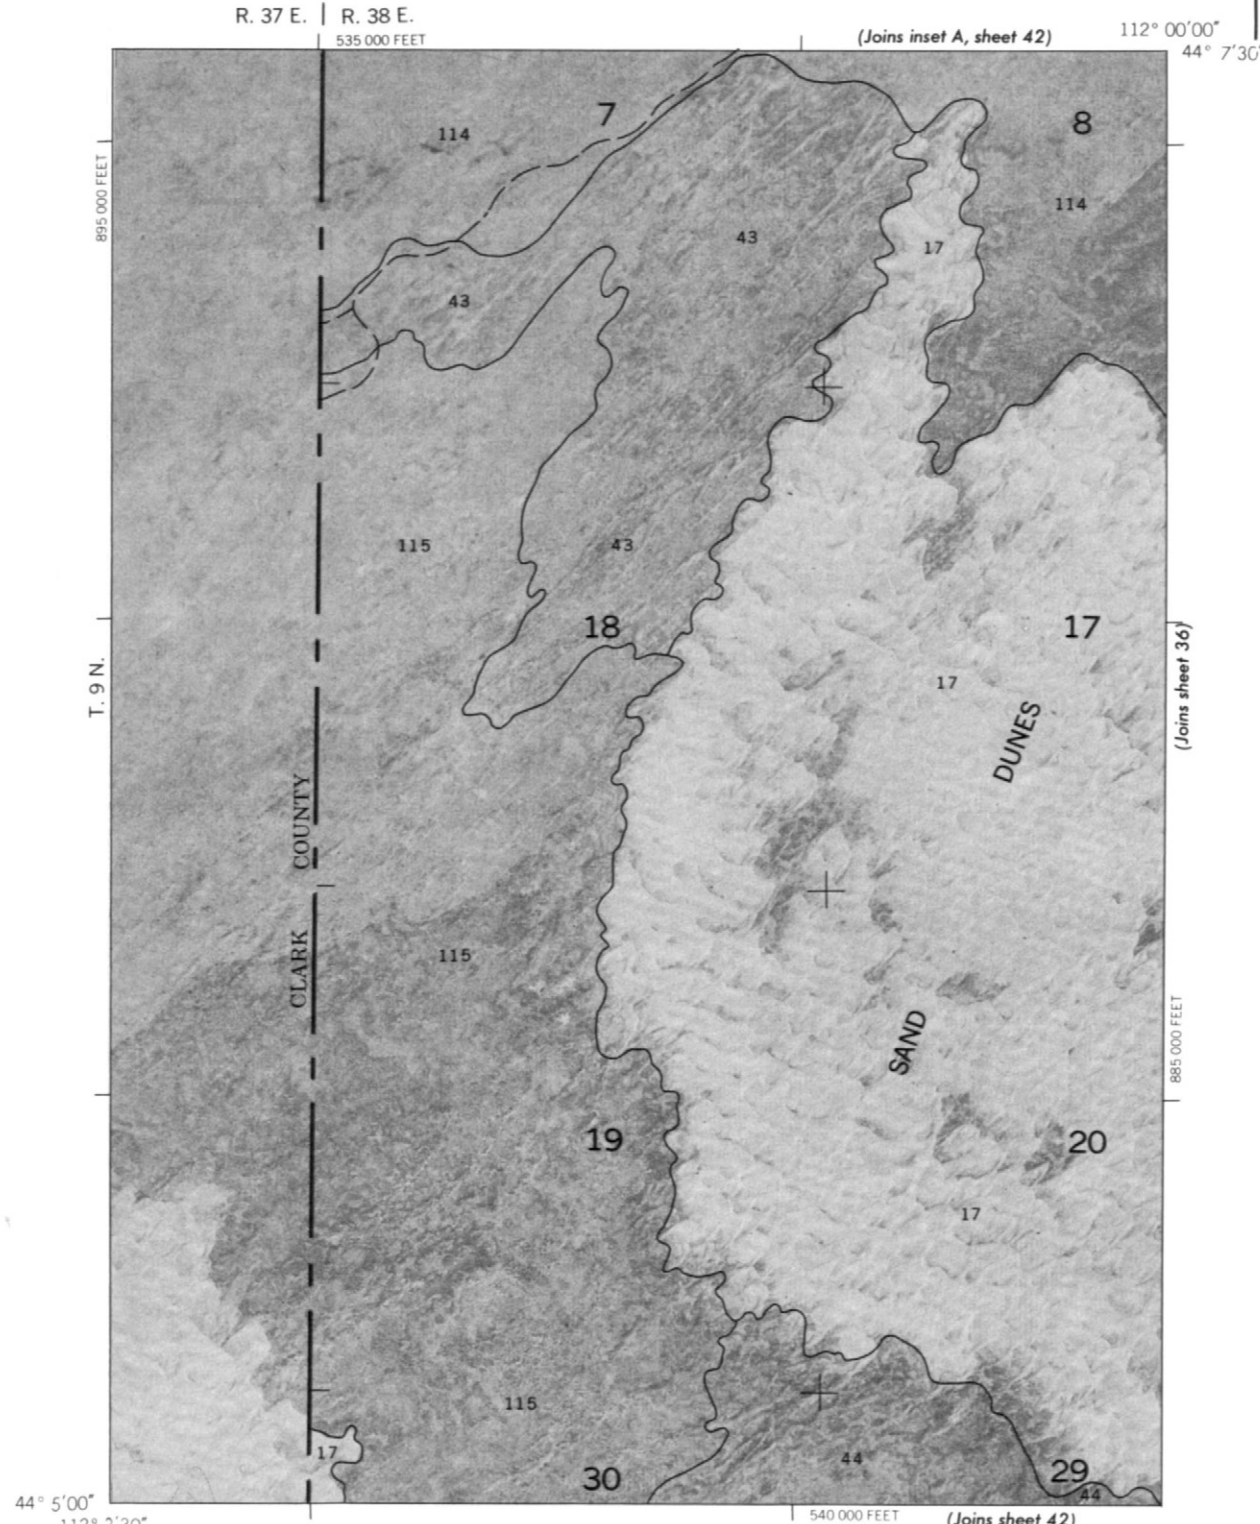 R. 37 E. | R. 38 E.
535 000 FEET
(Joins inset A, sheet 42)
112° 00'00"
44° 7'30
7
8
114
895 000 FEET
114
43
17
43
115
43
18
17
T. 9 N.
17
(Joins sheet 36)
DUNES
CLARK COUNTY
115
SAND
885 000 FEET
19
20
17
115
17
44
30
29
44
44° 5'00"
540 000 FEET
(Joins sheet 42)